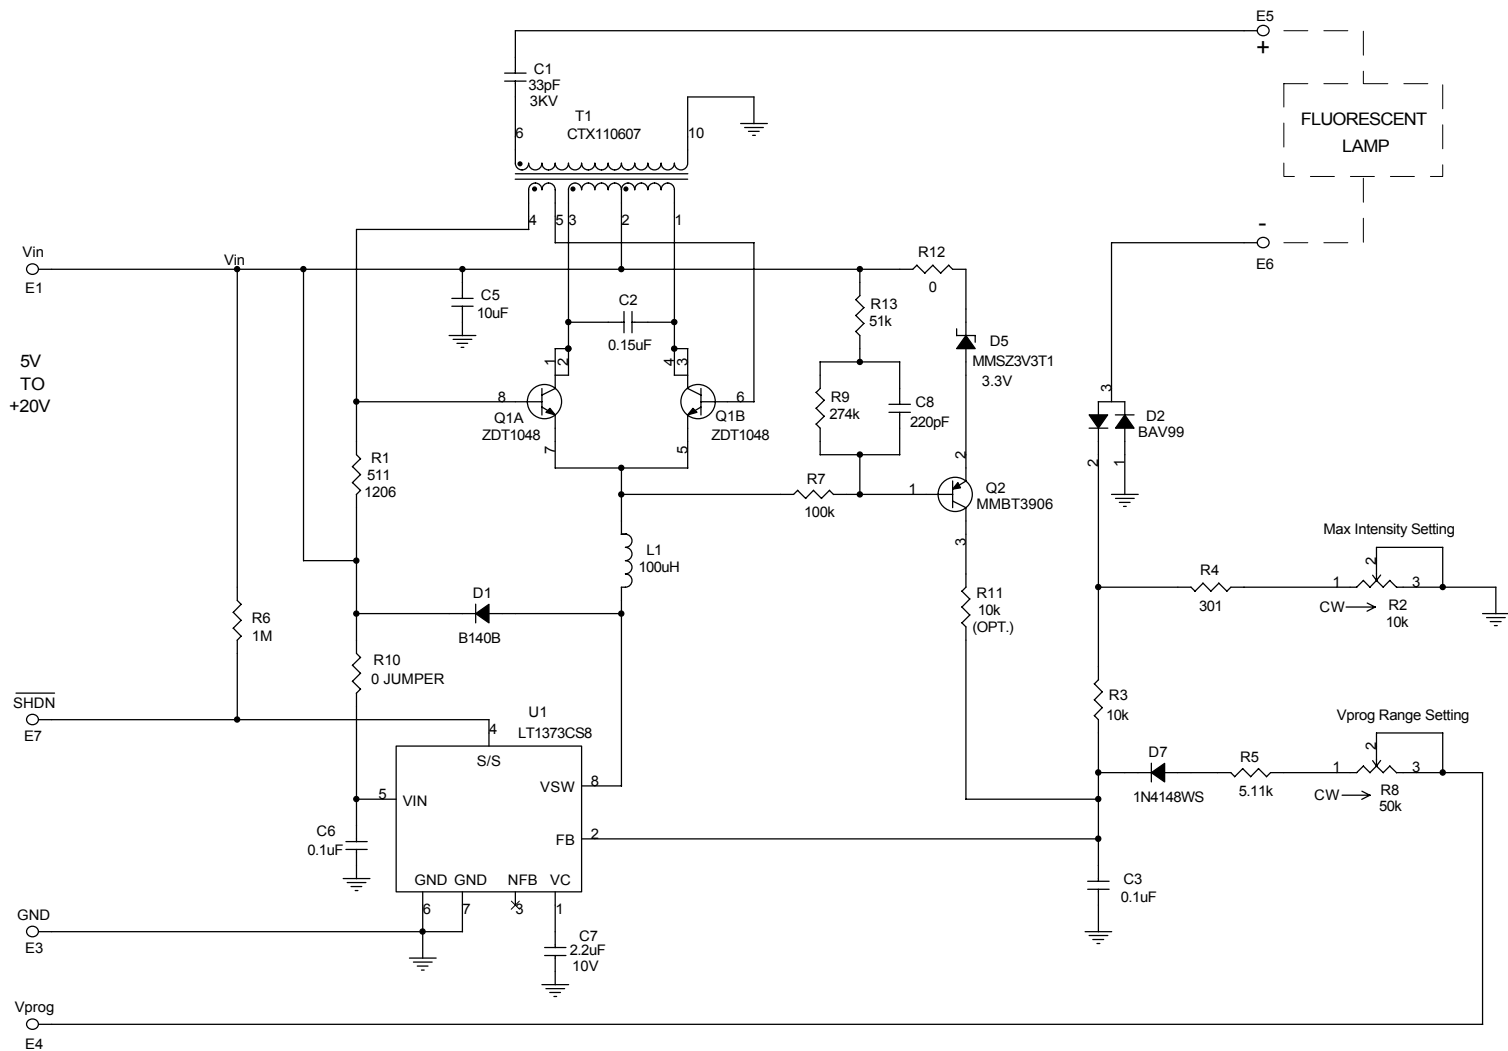 E5
+
C1
33pF
3KV
T1
CTX110607
6
10
FLUORESCENT
LAMP
4
5
3
2
1
-
E6
Vin
E1
Vin
R12
0
C5
10uF
C2
0.15uF
R13
51k
D5
MMSZ3V3T1
3.3V
5V
TO
+20V
1
2
4
3
8
Q1A
ZDT1048
7
6
Q1B
ZDT1048
5
R9
274k
C8
220pF
3
D2
BAV99
2
1
R1
511
1206
R7
100k
1
2
Q2
MMBT3906
3
L1
100uH
Max Intensity Setting
R4
301
1
2
3
CW
R2
10k
R11
10k
(OPT.)
D1
B140B
R6
1M
R10
0 JUMPER
SHDN
E7
U1
LT1373CS8
4
S/S
R3
10k
Vprog Range Setting
D7
1N4148WS
R5
5.11k
1
2
3
CW
R8
50k
VSW
8
5
VIN
C6
0.1uF
FB
2
GND
GND
NFB
VC
6
7
3
1
C3
0.1uF
GND
E3
C7
2.2uF
10V
Vprog
E4